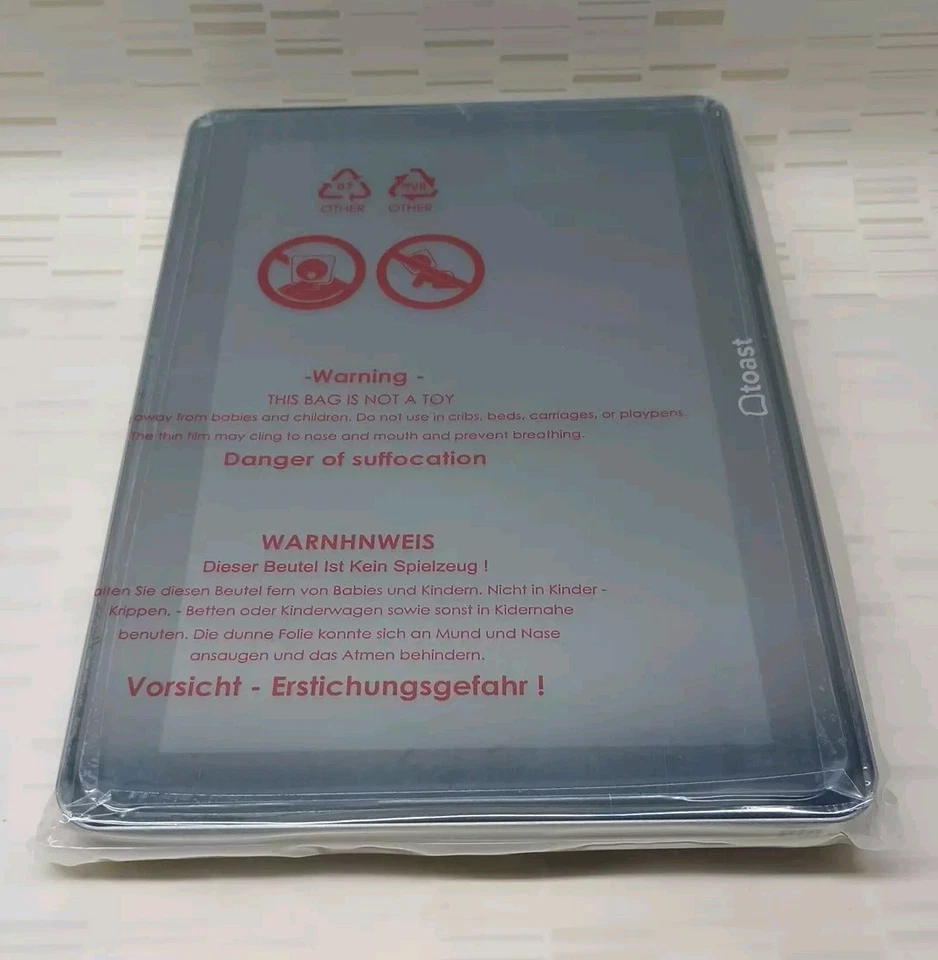 07
OTHER OTHER
-Warning -
THIS BAG IS NOT A TOY
away from babies and children. Do not use in cribs, beds, carriages, or playpens.
The thin film may cling to nose and mouth and prevent breathing.
Danger of suffocation
toast
WARNHNWEIS
Dieser Beutel Ist Kein Spielzeug !
alten Sie diesen Beutel fern von Babies und Kindern. Nicht in Kinder -
Krippen, - Betten oder Kinderwagen sowie sonst in Kidernahe
benuten. Die dunne Folie konnte sich an Mund und Nase
ansaugen und das Atmen behindern.
Vorsicht - Erstichungsgefahr !